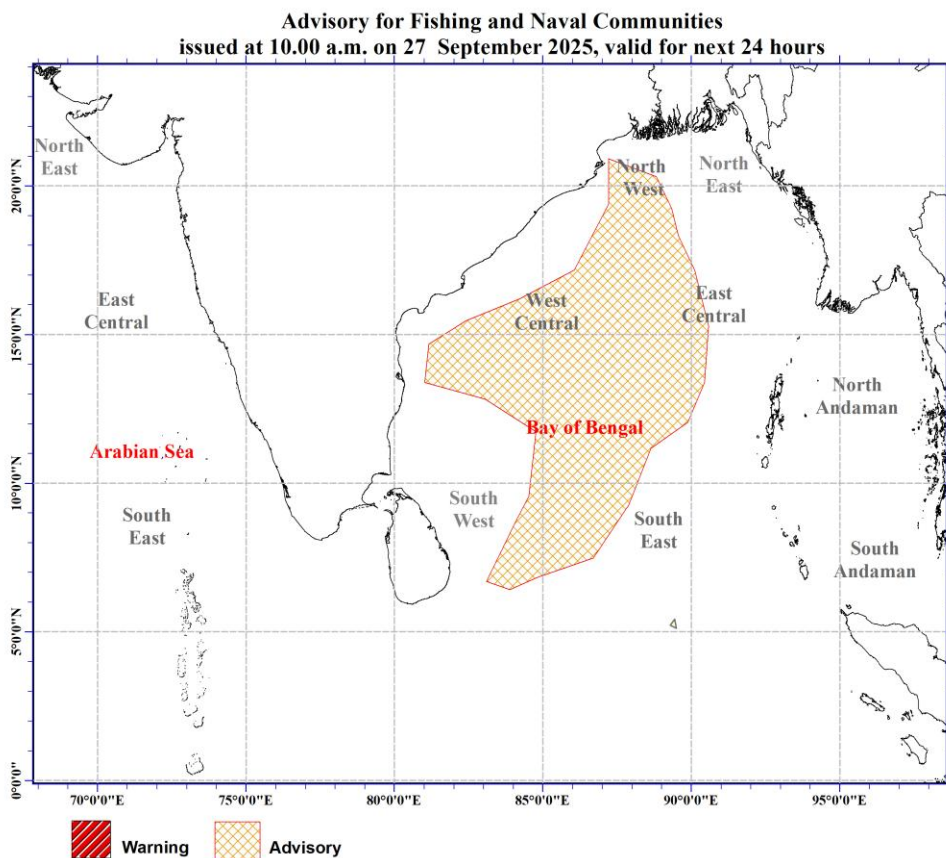 Advisory for Fishing and Naval Communities
issued at 10.00 a.m. on 27 September 2025, valid for next 24 hours
North
East
North
West
North
East
20°0'0"N
East
Central
West
Central
East
Central
15°0'0"N
North
Andaman
Bay of Bengal
Arabian Sea
10°0'0"N
South
East
South
West
South
East
South
Andaman
5°0'0"N
0°0'0"
70°0'0"E
75°0'0"E
80°0'0"E
85°0'0"E
90°0'0"E
95°0'0"E
Warning
Advisory